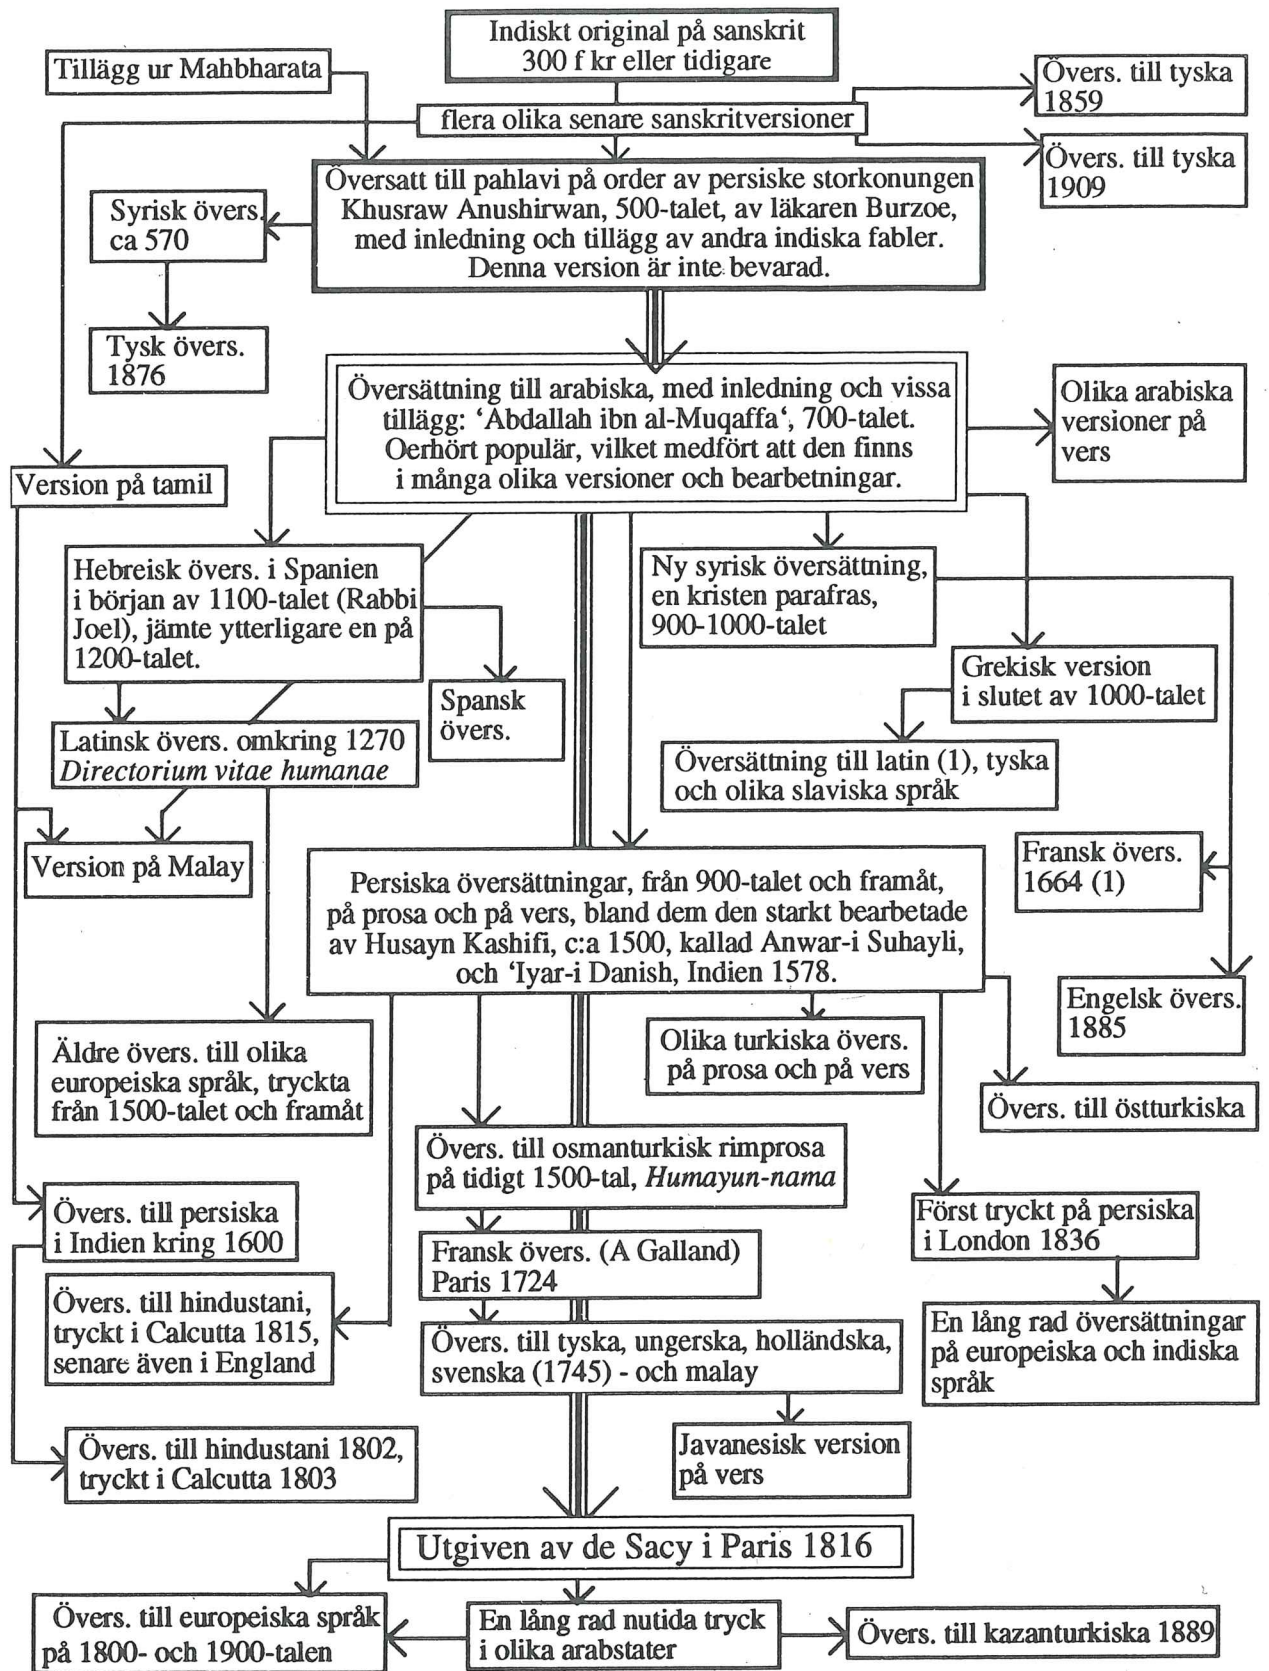 Indiskt original på sanskrit
300 f kr eller tidigare
Tillägg ur Mahbharata
Övers. till tyska
1859
flera olika senare sanskritversioner
Övers. till tyska
1909
Översatt till pahlavi på order av persiske storkonungen
Khusraw Anushirwan, 500-talet, av läkaren Burzoe,
med inledning och tillägg av andra indiska fabler.
Denna version är inte bevarad.
Syrisk övers.
ca 570
Tysk övers.
1876
Översättning till arabiska, med inledning och vissa
tillägg: ‘Abdallah ibn al-Muqaffa‘, 700-talet.
Oerhört populär, vilket medfört att den finns
i många olika versioner och bearbetningar.
Olika arabiska
versioner på
vers
Version på tamil
Hebreisk övers. i Spanien
i början av 1100-talet (Rabbi
Joel), jämte ytterligare en på
1200-talet.
Ny syrisk översättning,
en kristen parafras,
900-1000-talet
Grekisk version
i slutet av 1000-talet
Spansk
övers.
Latinsk övers. omkring 1270
Directorium vitae humanae
Översättning till latin (1), tyska
och olika slaviska språk
Version på Malay
Fransk övers.
1664 (1)
Persiska översättningar, från 900-talet och framåt,
på prosa och på vers, bland dem den starkt bearbetade
av Husayn Kashifi, c:a 1500, kallad Anwar-i Suhayli,
och ‘Iyar-i Danish, Indien 1578.
Engelsk övers.
1885
Äldre övers. till olika
europeiska språk, tryckta
från 1500-talet och framåt
Olika turkiska övers.
på prosa och på vers
Övers. till östturkiska
Övers. till osmanturkisk rimprosa
på tidigt 1500-tal, Humayun-nama
Övers. till persiska
i Indien kring 1600
Först tryckt på persiska
i London 1836
Fransk övers. (A Galland)
Paris 1724
Övers. till hindustani,
tryckt i Calcutta 1815,
senare även i England
Övers. till tyska, ungerska, holländska,
svenska (1745) - och malay
En lång rad översättningar
på europeiska och indiska
språk
Övers. till hindustani 1802,
tryckt i Calcutta 1803
Javanesisk version
på vers
Utgiven av de Sacy i Paris 1816
Övers. till europeiska språk
på 1800- och 1900-talen
En lång rad nutida tryck
i olika arabstater
Övers. till kazanturkiska 1889